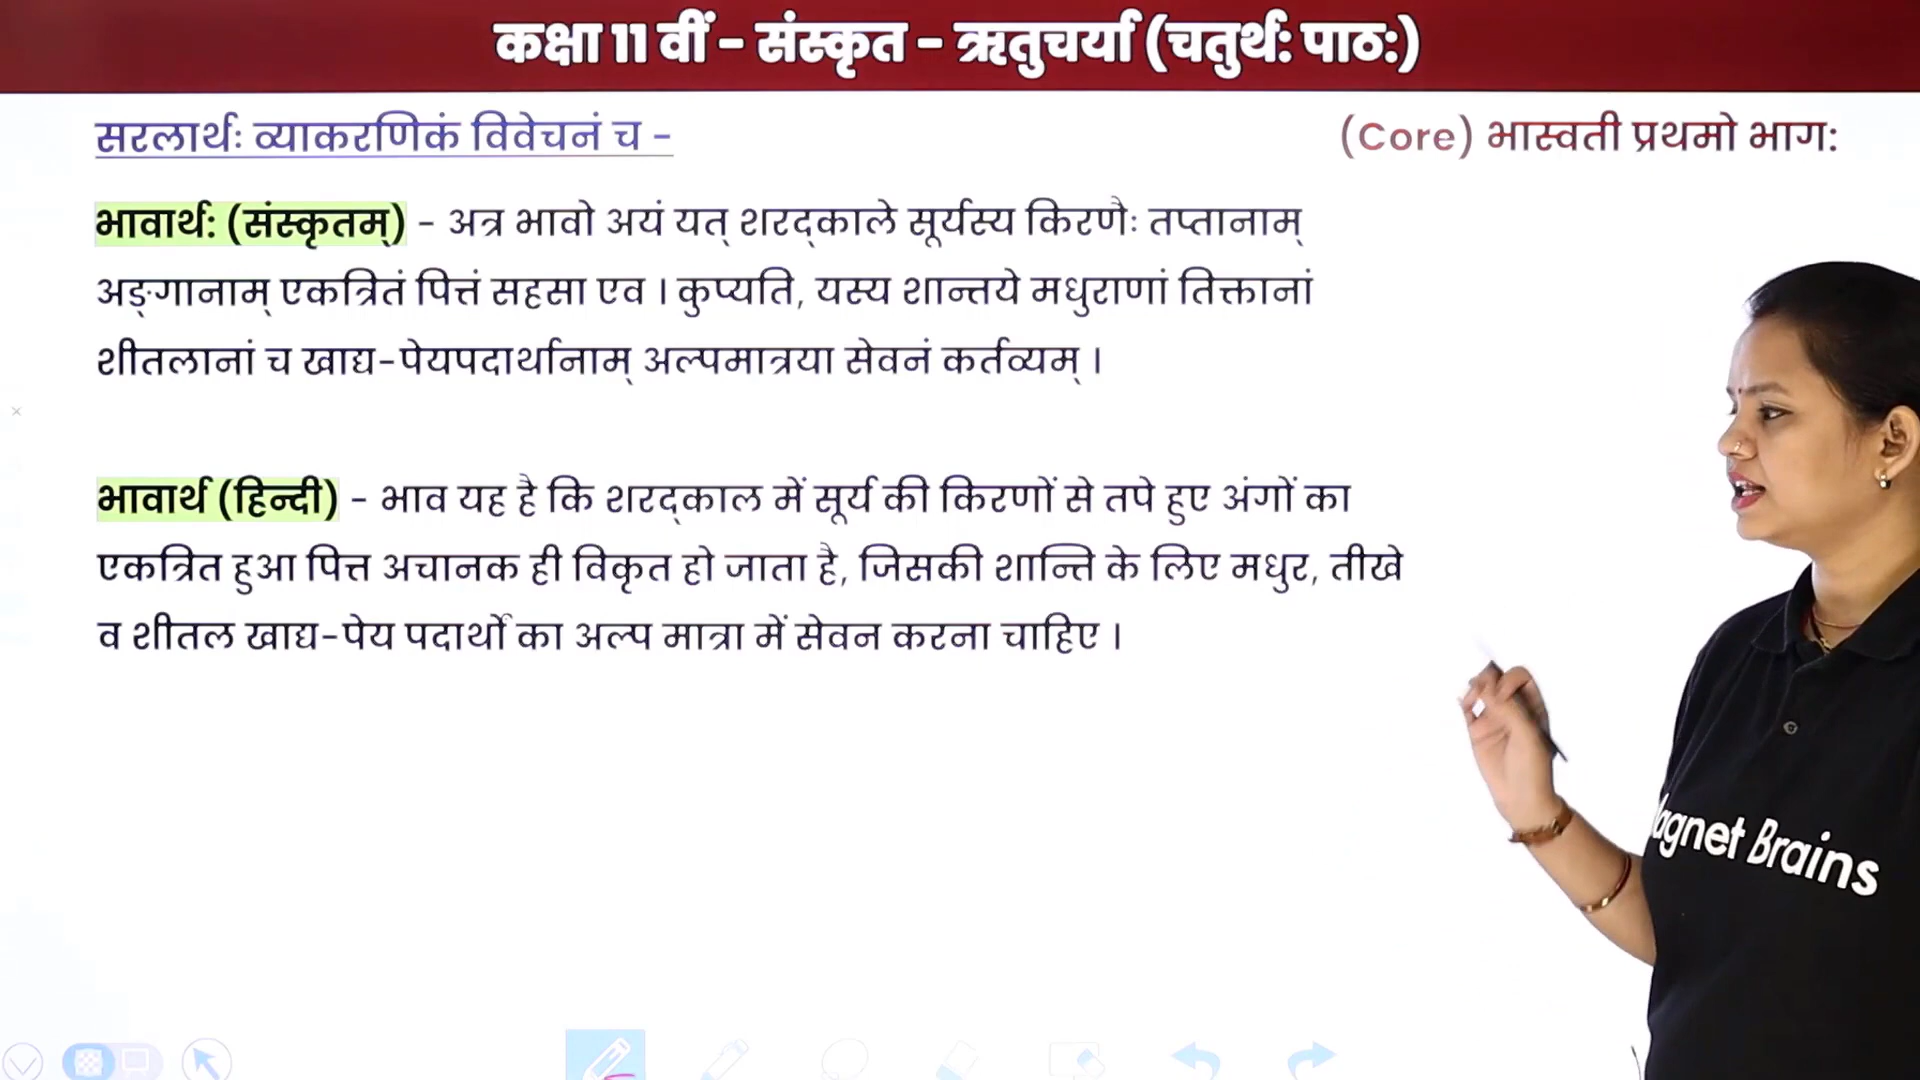 कक्षा 11 वीं - संस्कृत - ऋतुचर्या (चतुर्थ: पाठ:)
सरलार्थः व्याकरणिकं विवेचनं च -
(Core) भास्वती प्रथमो भाग:
भावार्थ: (संस्कृतम्) - अत्र भावो अयं यत् शरद्काले सूर्यस्य किरणैः तप्तानाम्
अङ्गानाम् एकत्रितं पित्तं सहसा एव । कुप्यति, यस्य शान्तये मधुराणां तिक्तानां
शीतलानां च खाद्य-पेयपदार्थानाम् अल्पमात्रया सेवनं कर्तव्यम् ।
भावार्थ (हिन्दी) - भाव यह है कि शरद्काल में सूर्य की किरणों से तपे हुए अंगों का
एकत्रित हुआ पित्त अचानक ही विकृत हो जाता है, जिसकी शान्ति के लिए मधुर, तीखे
व शीतल खाद्य-पेय पदार्थों का अल्प मात्रा में सेवन करना चाहिए ।
agnet Brains